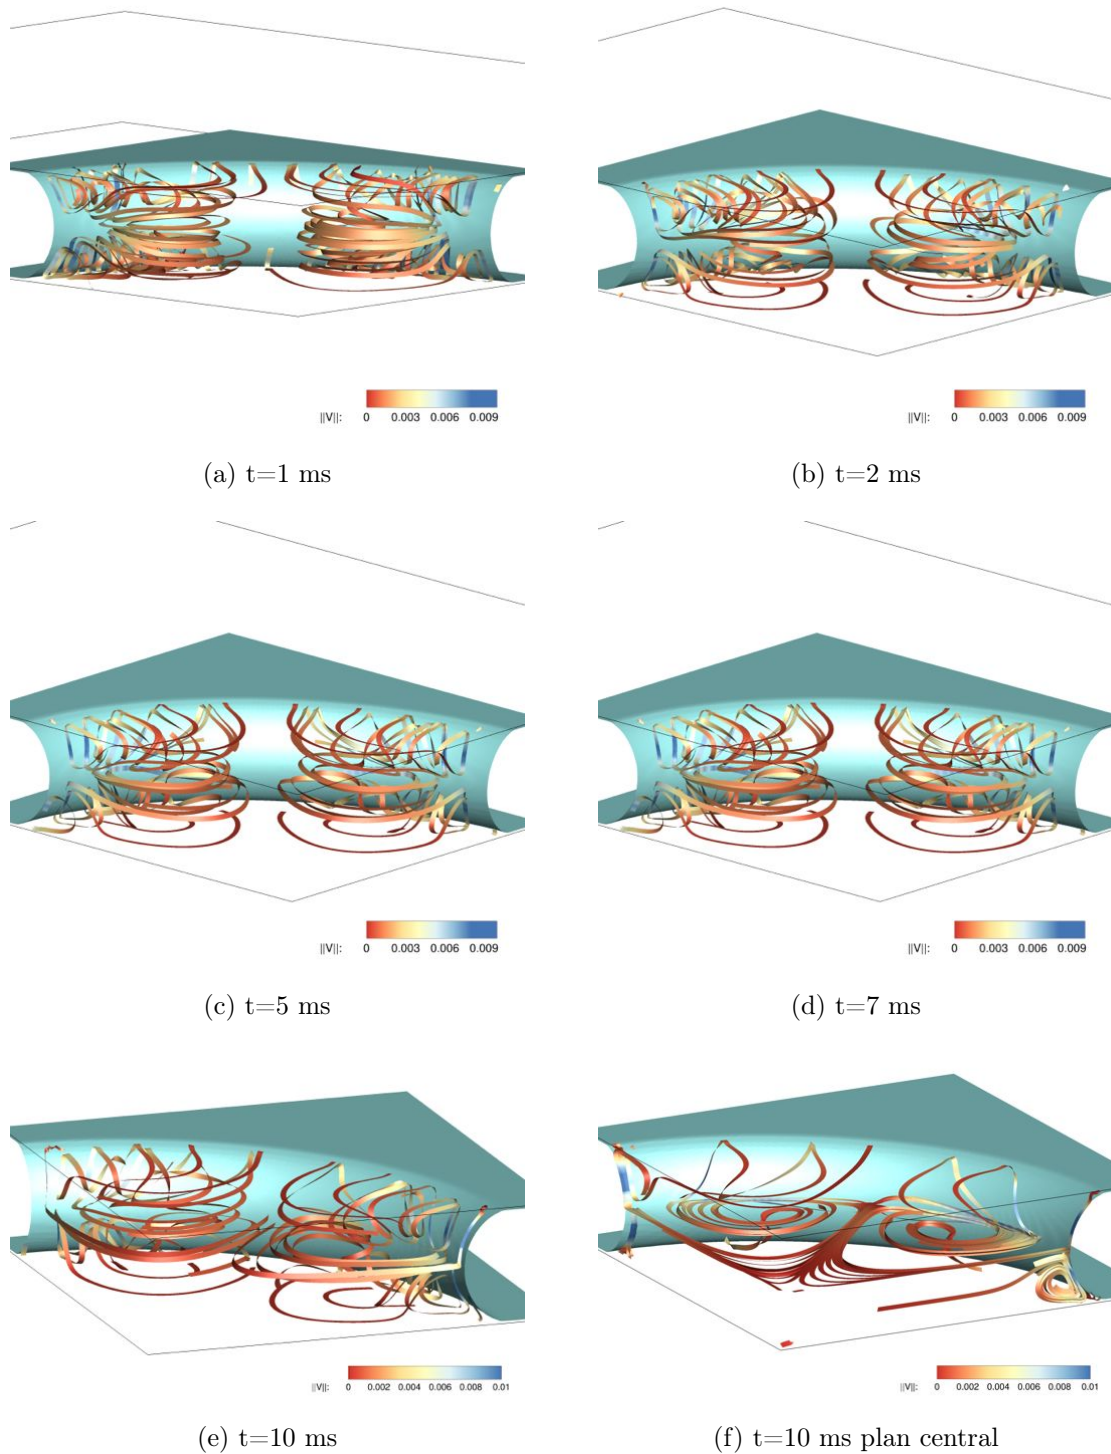 ||V||: 0 0.003 0.006 0.009
||V||: 0 0.003 0.006 0.009
(a) t=1 ms
(b) t=2 ms
||V||: 0 0.003 0.006 0.009
||V||: 0 0.003 0.006 0.009
(c) t=5 ms
(d) t=7 ms
||V||: 0 0.002 0.004 0.006 0.008 0.01
||V||: 0 0.002 0.004 0.006 0.008 0.01
(e) t=10 ms
(f) t=10 ms plan central